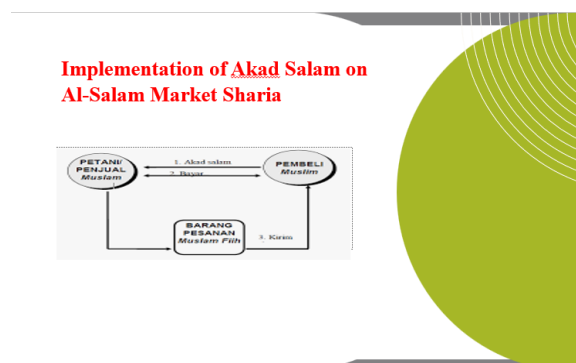 Implementation of Akad Salam on
Al-Salam Market Sharia
PETANI/
PENJUAL
Muslam
1. Akad salam
2. Bayar
PEMBELI
Muslim
BARANG
PESANAN
Muslam Fiih
3. Kirim